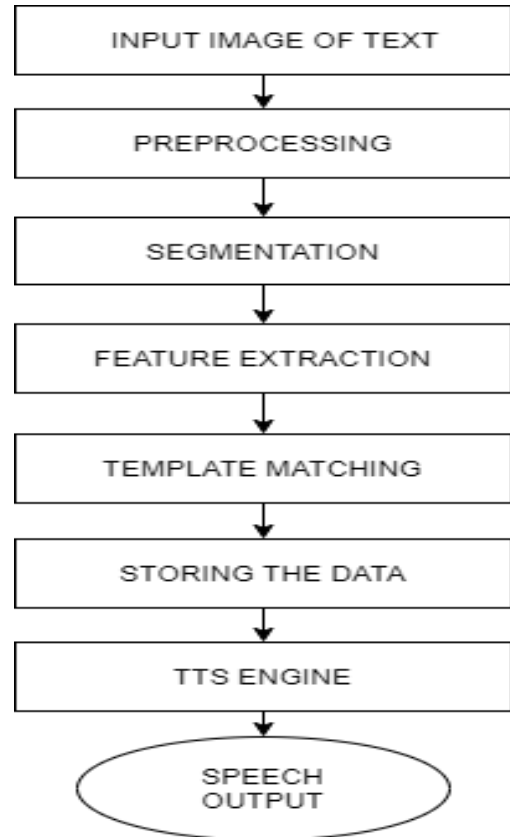 INPUT IMAGE OF TEXT
PREPROCESSING
SEGMENTATION
FEATURE EXTRACTION
TEMPLATE MATCHING
STORING THE DATA
TTS ENGINE
SPEECH
OUTPUT